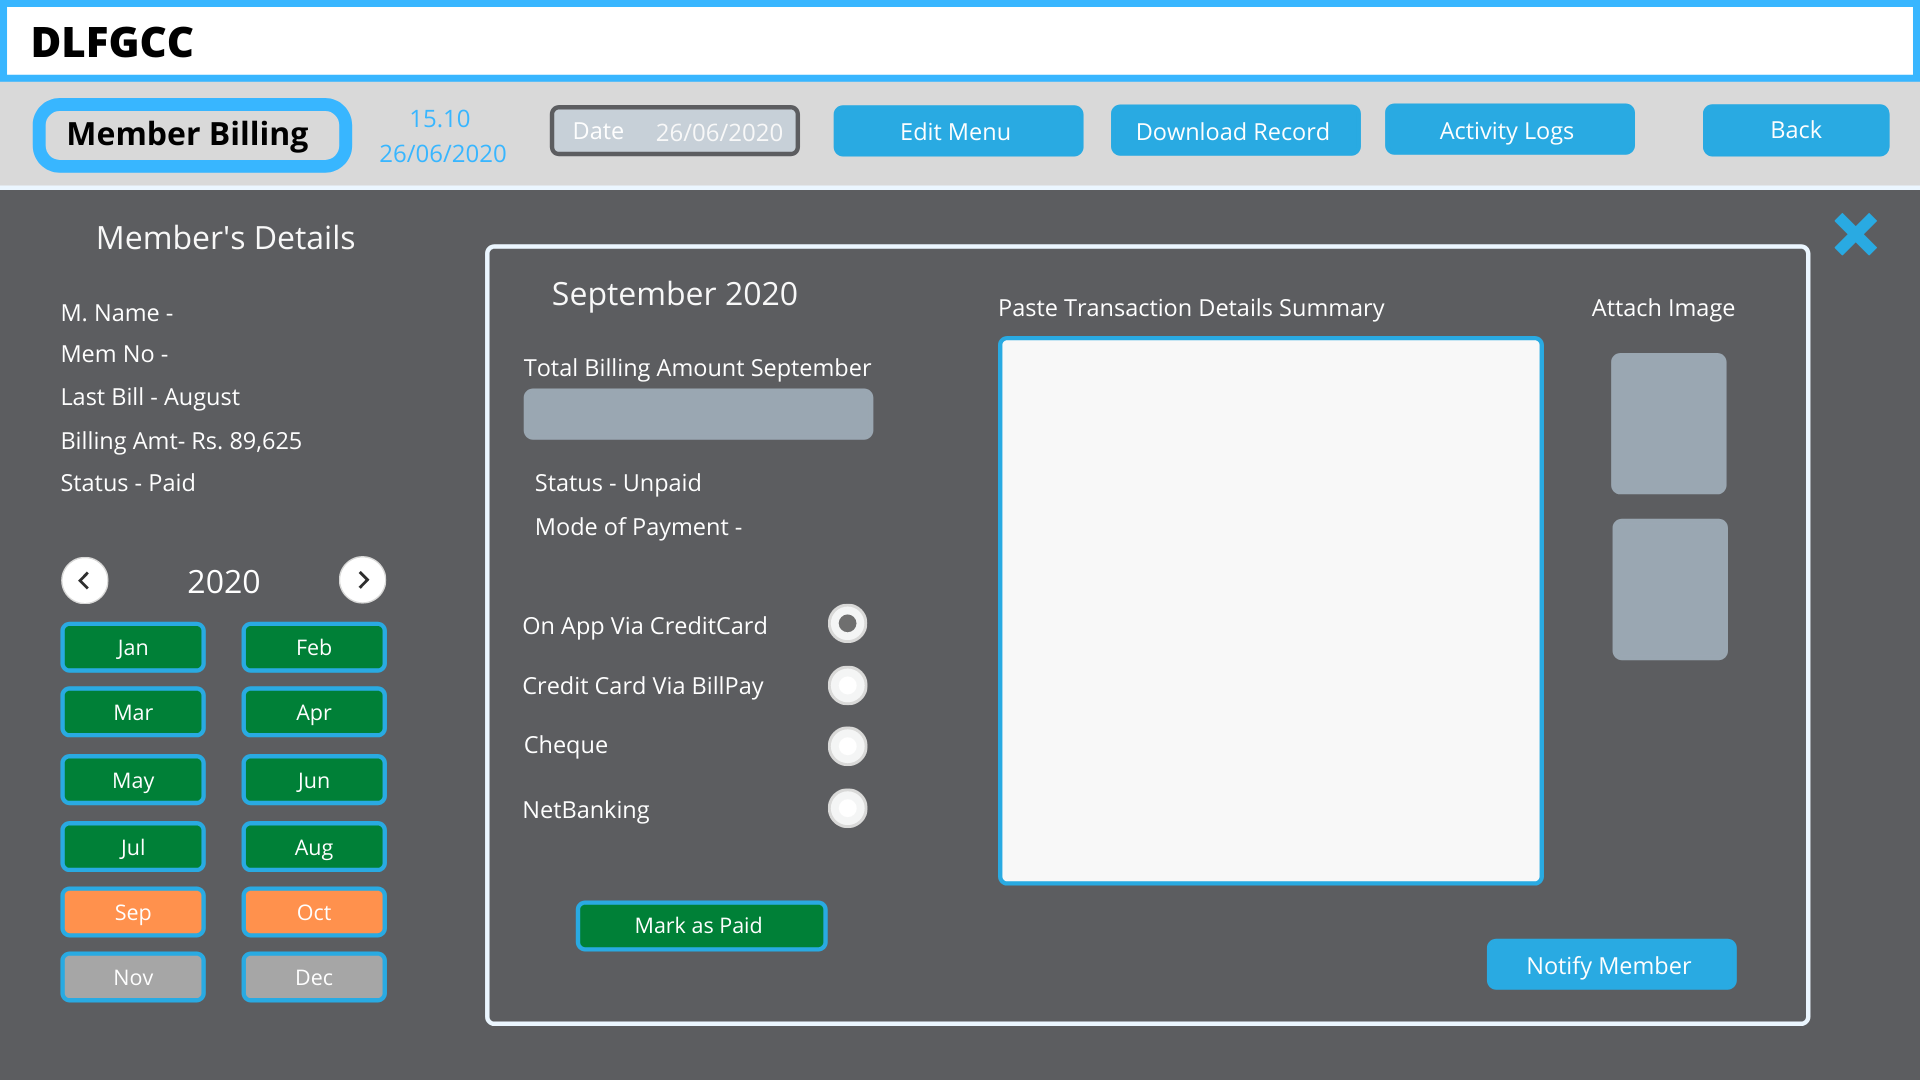 DLFGCC
Member Billing
15.10
26/06/2020
Date 26/06/2020
Edit Menu
Download Record
Activity Logs
Back
Member's Details
M. Name -
Mem No -
Last Bill - August
Billing Amt- Rs. 89,625
Status - Paid
2020
Jan
Feb
Mar
Apr
May
Jun
Jul
Aug
Sep
Oct
Nov
Dec
September 2020
Total Billing Amount September
Status - Unpaid
Mode of Payment -
On App Via CreditCard
Credit Card Via BillPay
Cheque
NetBanking
Mark as Paid
Paste Transaction Details Summary
Attach Image
Notify Member